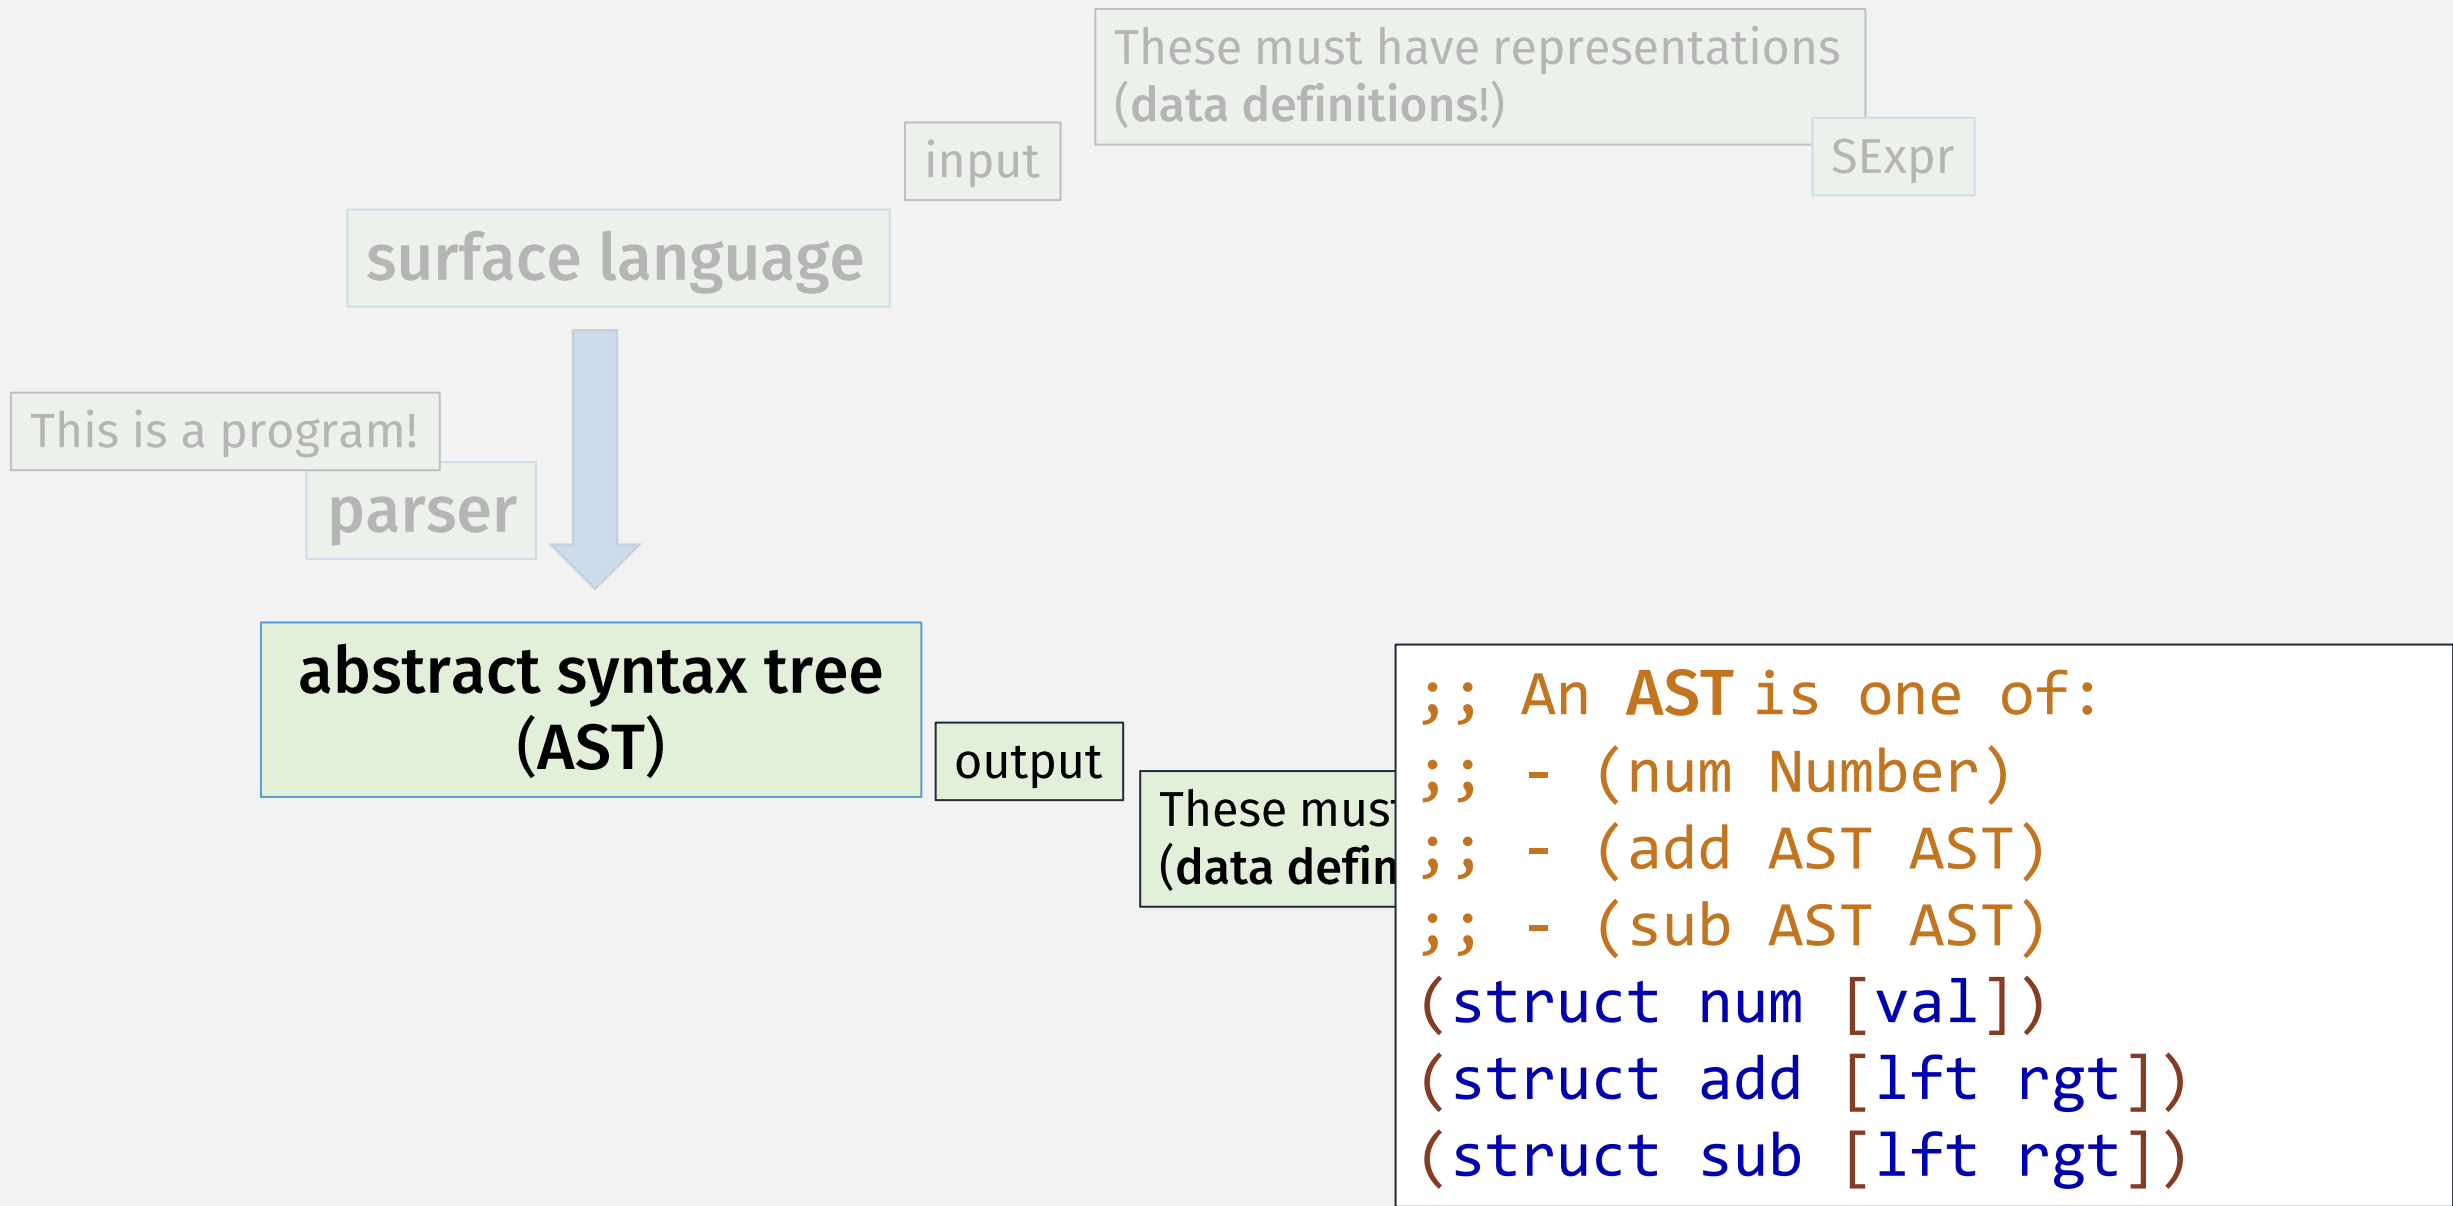 These must have representations
(data definitions!)
input
SExpr
surface language
This is a program!
parser
abstract syntax tree
(AST)
output
These must
(data defin
;; An AST is one of:
;; - (num Number)
;; - (add AST AST)
;; - (sub AST AST)
(struct num [val])
(struct add [lft rgt])
(struct sub [lft rgt])